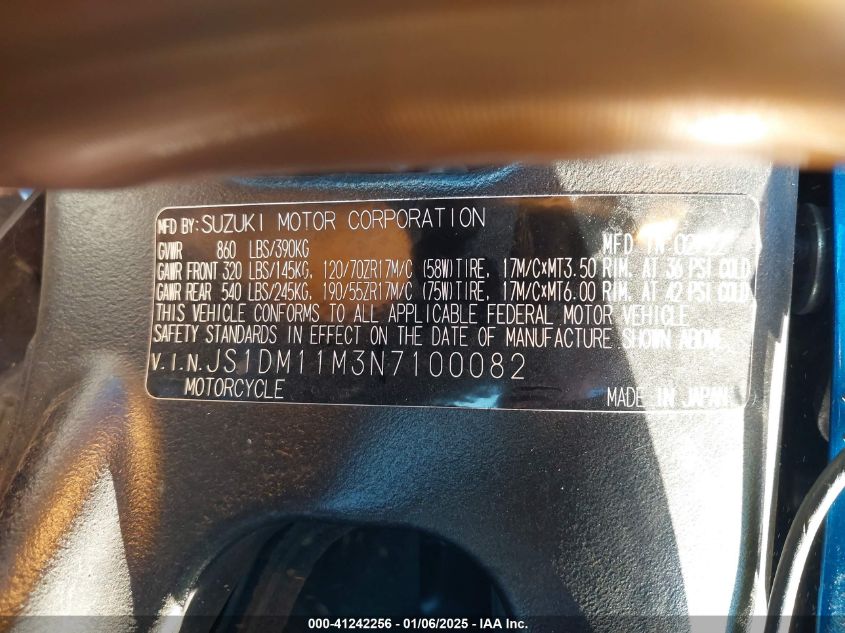 MFD BY: SUZUKI MOTOR CORPORATION
GVWR 860 LBS/390KG MFD IN
GAWR FRONT 320 LBS/145KG, 120/70ZR17M/C (58W)TIRE, 17M/C×MT3.50 RIM, AT 36 PSI COLD
GAWR REAR 540 LBS/245KG, 190/55ZR17M/C (75W)TIRE, 17M/C×MT6.00 RIM, AT 42 PSI COLD
THIS VEHICLE CONFORMS TO ALL APPLICABLE FEDERAL MOTOR VEHICLE
SAFETY STANDARDS IN EFFECT ON THE DATE OF MANUFACTURE SHOWN ABOVE.
V.I.N. JS1DM11M3N7100082
MOTORCYCLE MADE IN JAPAN
000-41242256 - 01/06/2025 - IAA Inc.